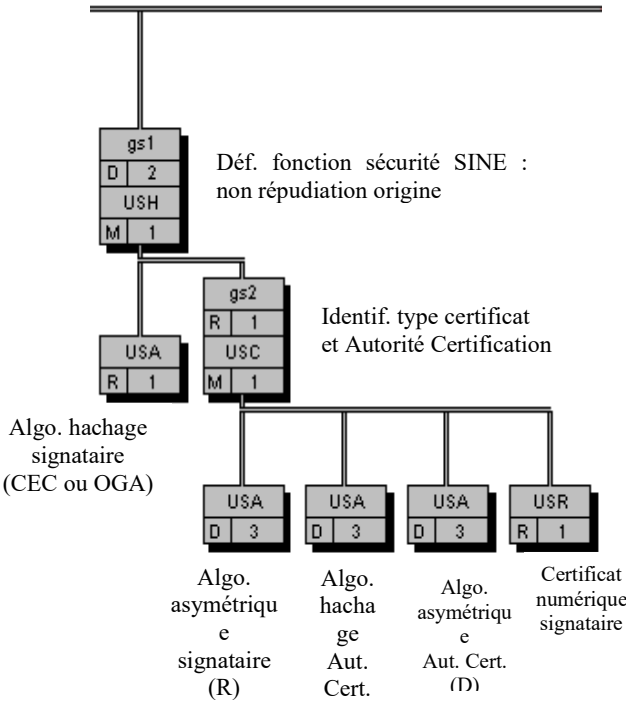 gs1
D 2
USH
M 1
Déf. fonction sécurité SINE :
non répudiation origine
gs2
R 1
USC
M 1
Identif. type certificat
et Autorité Certification
USA
R 1
Algo. hachage
signataire
(CEC ou OGA)
USA
D 3
USA
D 3
USA
D 3
USR
R 1
Algo.
asymétriqu
e
signataire
(R)
Algo.
hacha
ge
Aut.
Cert.
Algo.
asymétriqu
e
Aut. Cert.
(D)
Certificat
numérique
signataire